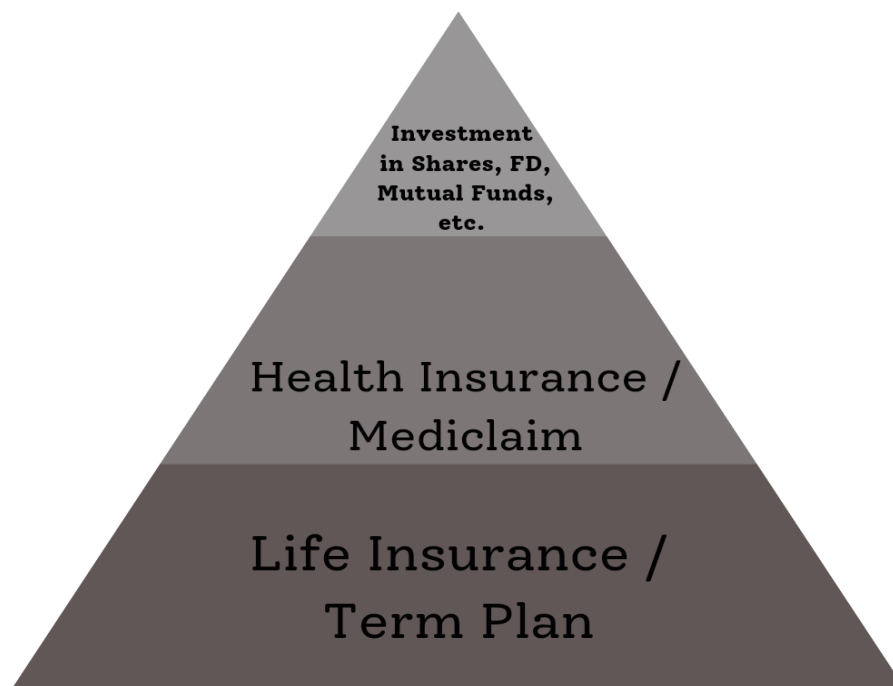 Investment
in Shares, FD,
Mutual Funds,
etc.
Health Insurance /
Mediclaim
Life Insurance /
Term Plan